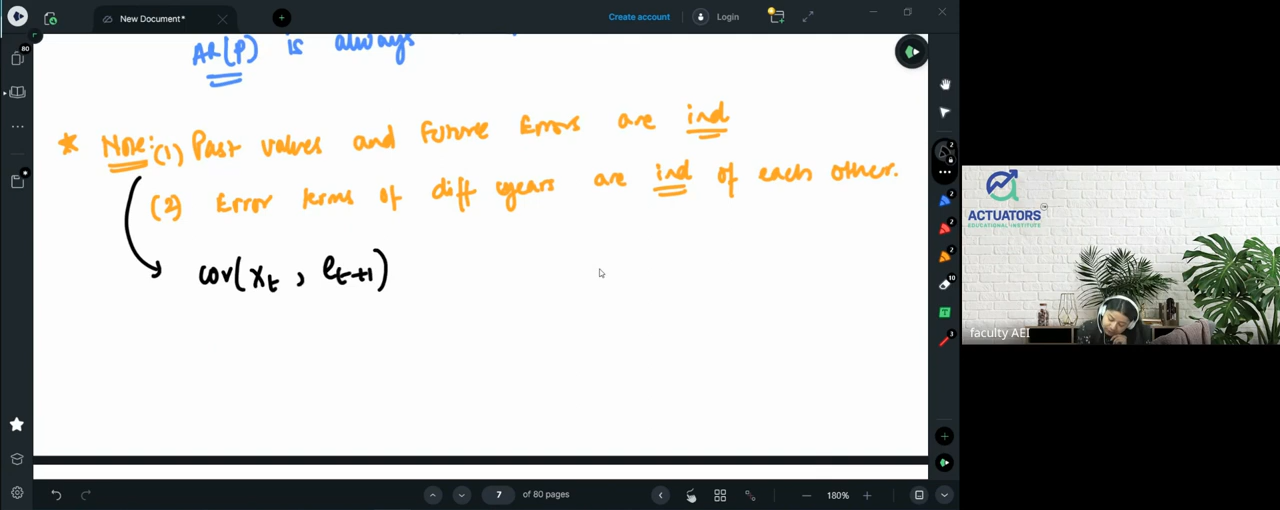 New Document*
Create account
Login
80
AR(P) is always
* Note: (1) Past values and Future Errors are ind
(2) Error terms of diff years are ind of each other.
cov(Xt, et+1)
ACTUATORS
EDUCATIONAL INSTITUTE
faculty AEI
7 of 80 pages
180%